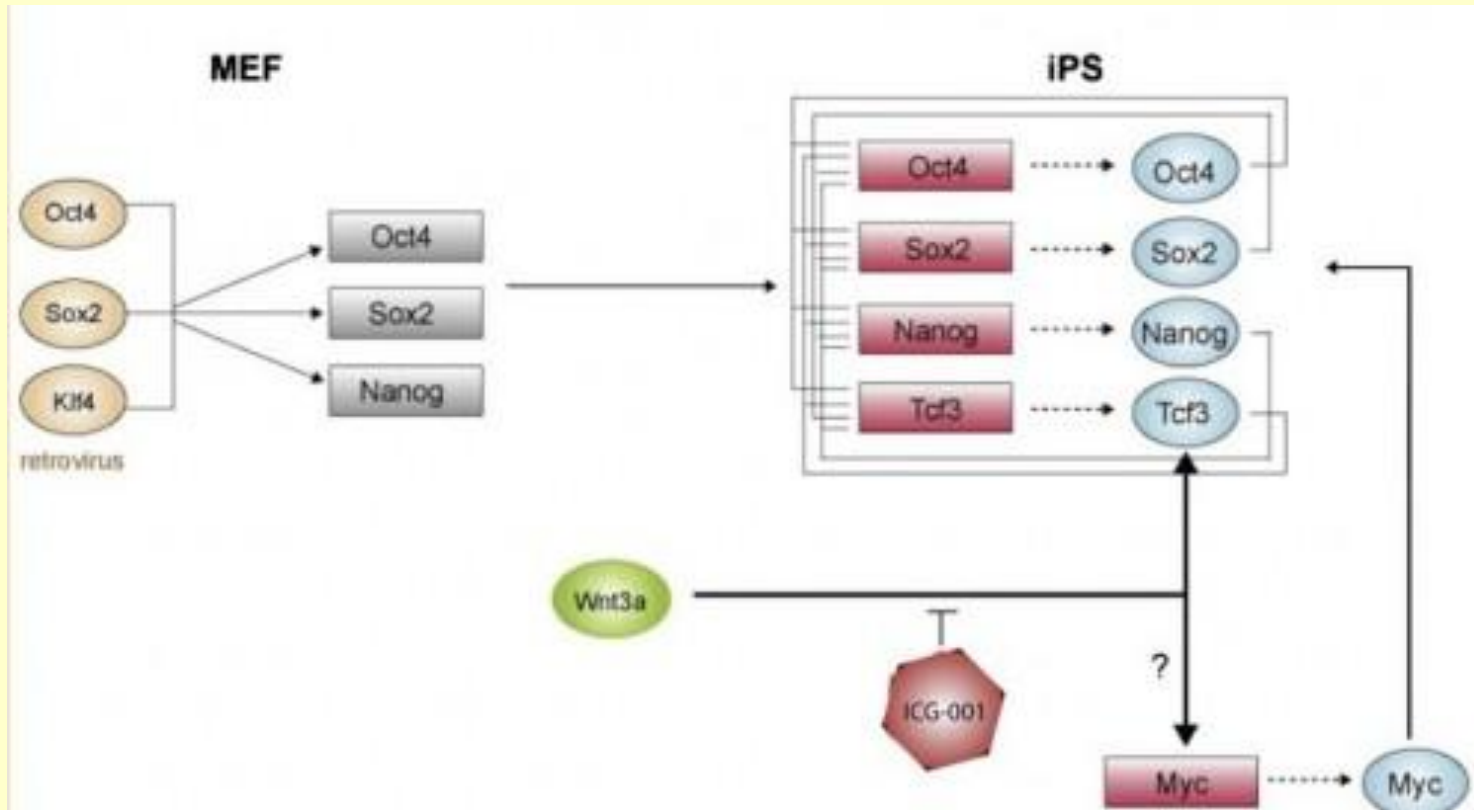 MEF
iPS
Oct4
Sox2
Klf4
retrovirus
Oct4
Sox2
Nanog
Oct4
Oct4
Sox2
Sox2
Nanog
Nanog
Tcf3
Tcf3
Wnt3a
ICG-001
?
Myc
Myc